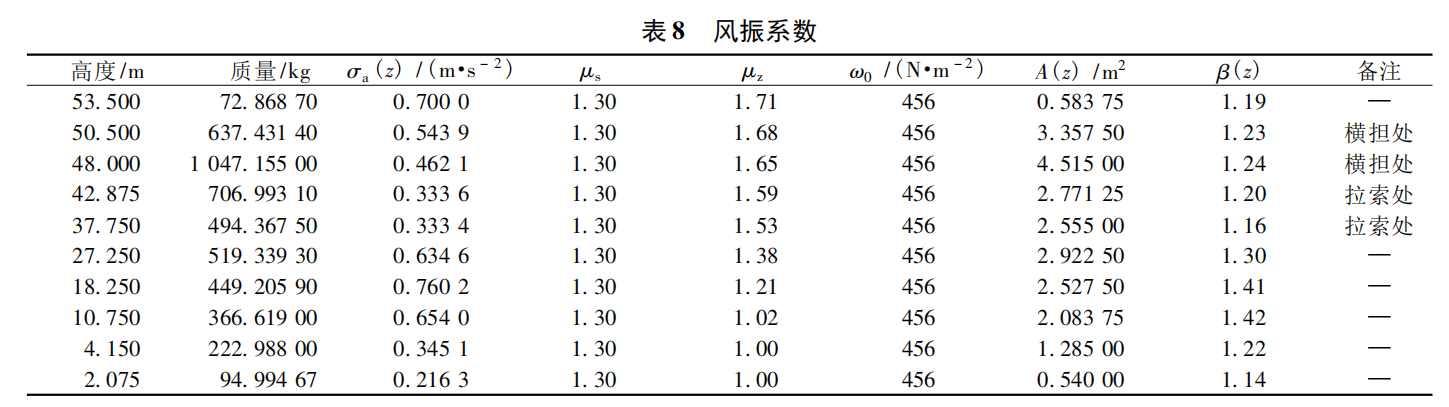 表 8 风振系数
高度/m 质量/kg σa(z) /(m•s−2) μs μz ω0 /(N•m−2) A(z) /m2 β(z) 备注
53.500 72.868 70 0.700 0 1.30 1.71 456 0.583 75 1.19 —
50.500 637.431 40 0.543 9 1.30 1.68 456 3.357 50 1.23 横担处
48.000 1 047.155 00 0.462 1 1.30 1.65 456 4.515 00 1.24 横担处
42.875 706.993 10 0.333 6 1.30 1.59 456 2.771 25 1.20 拉索处
37.750 494.367 50 0.333 4 1.30 1.53 456 2.555 00 1.16 拉索处
27.250 519.339 30 0.634 6 1.30 1.38 456 2.922 50 1.30 —
18.250 449.205 90 0.760 2 1.30 1.21 456 2.527 50 1.41 —
10.750 366.619 00 0.654 0 1.30 1.02 456 2.083 75 1.42 —
4.150 222.988 00 0.345 1 1.30 1.00 456 1.285 00 1.22 —
2.075 94.994 67 0.216 3 1.30 1.00 456 0.540 00 1.14 —